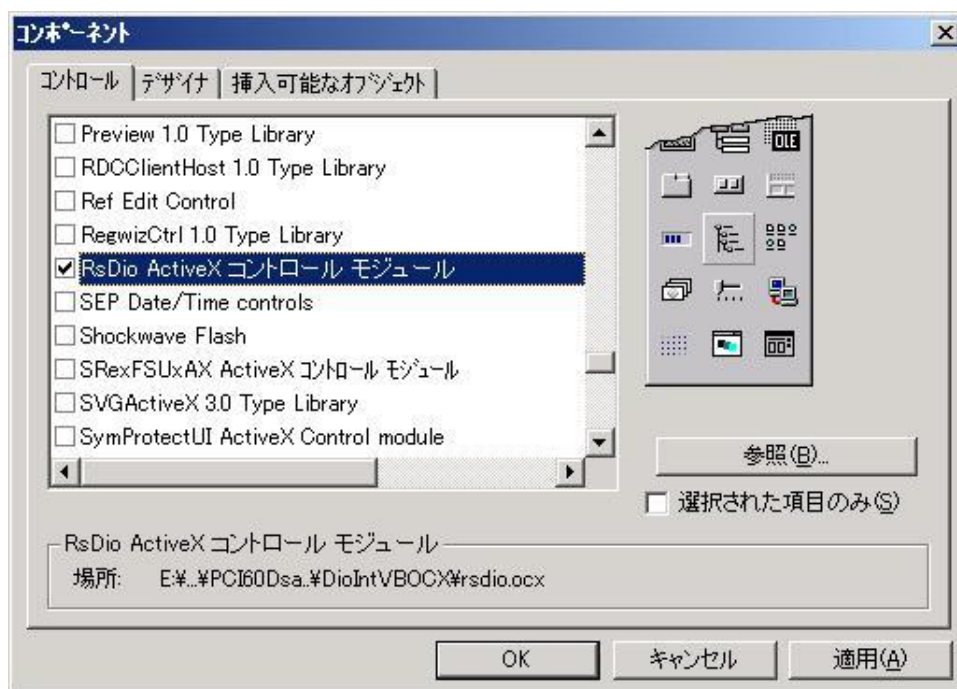 コンポーネント
コントロール デザイナ 挿入可能なオブジェクト
Preview 1.0 Type Library
RDCClientHost 1.0 Type Library
Ref Edit Control
RegwizCtrl 1.0 Type Library
RsDio ActiveX コントロール モジュール
SEP Date/Time controls
Shockwave Flash
SRexFSUxAX ActiveX コントロール モジュール
SVGActiveX 3.0 Type Library
SymProtectUI ActiveX Control module
OLE
参照(B)...
選択された項目のみ(S)
RsDio ActiveX コントロール モジュール
場所: E:¥...¥PCI60Dsa..¥DioIntVBOCX¥rsdio.ocx
OK キャンセル 適用(A)